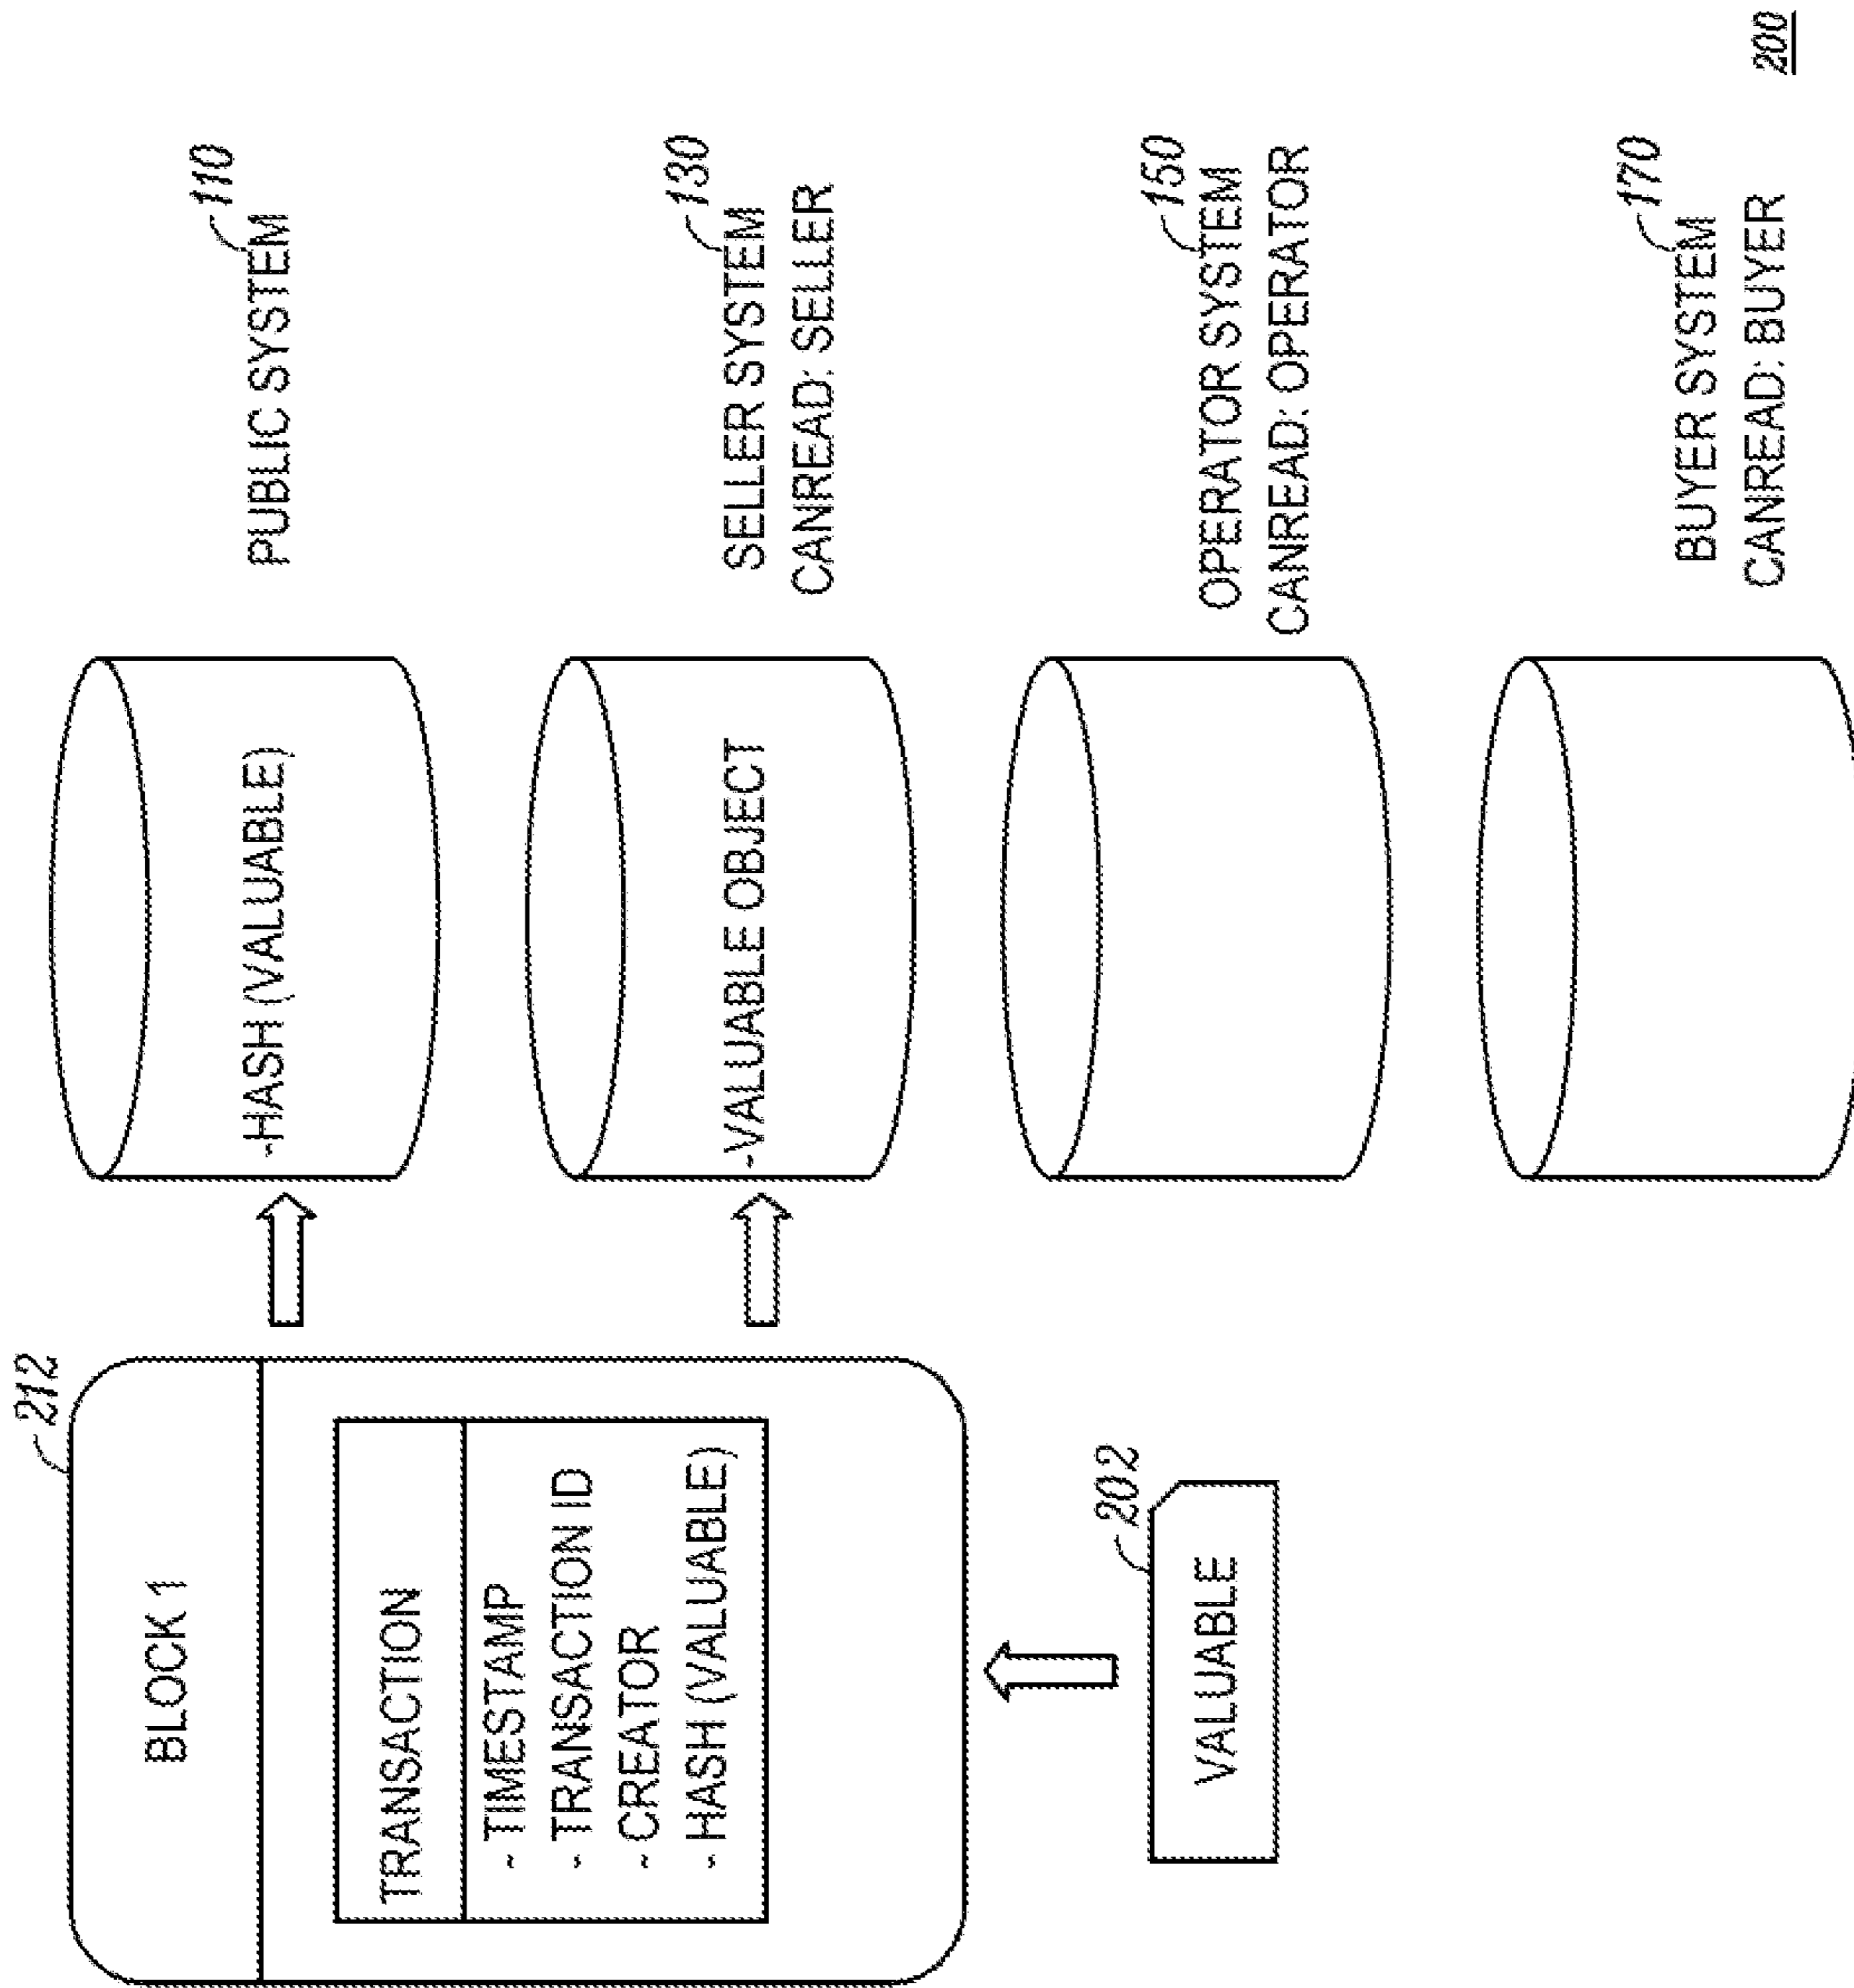 212
BLOCK 1
TRANSACTION
- TIMESTAMP
- TRANSACTION ID
- CREATOR
- HASH (VALUABLE)
202
VALUABLE
-HASH (VALUABLE)
110
PUBLIC SYSTEM
-VALUABLE OBJECT
130
SELLER SYSTEM
CANREAD: SELLER
150
OPERATOR SYSTEM
CANREAD: OPERATOR
170
BUYER SYSTEM
CANREAD: BUYER
200